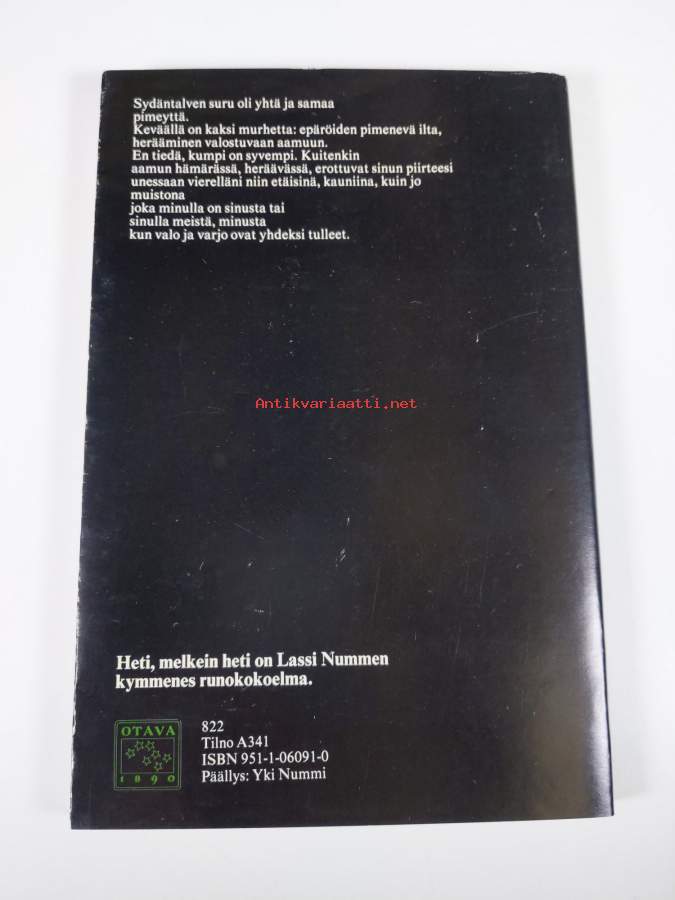 Sydäntalven suru oli yhtä ja samaa
pimeyttä.
Keväällä on kaksi murhetta: epäröiden pimenevä ilta,
herääminen valostuvaan aamuun.
En tiedä, kumpi on syvempi. Kuitenkin
aamun hämärässä, heräävässä, erottuvat sinun piirteesi
unessaan vierelläni niin etäisinä, kauniina, kuin jo
muistona
joka minulla on sinusta tai
sinulla meistä, minusta
kun valo ja varjo ovat yhdeksi tulleet.
Antikvariaatti.net
Heti, melkein heti on Lassi Nummen
kymmenes runokokoelma.
OTAVA
1890
822
Tilno A341
ISBN 951-1-06091-0
Päällys: Yki Nummi